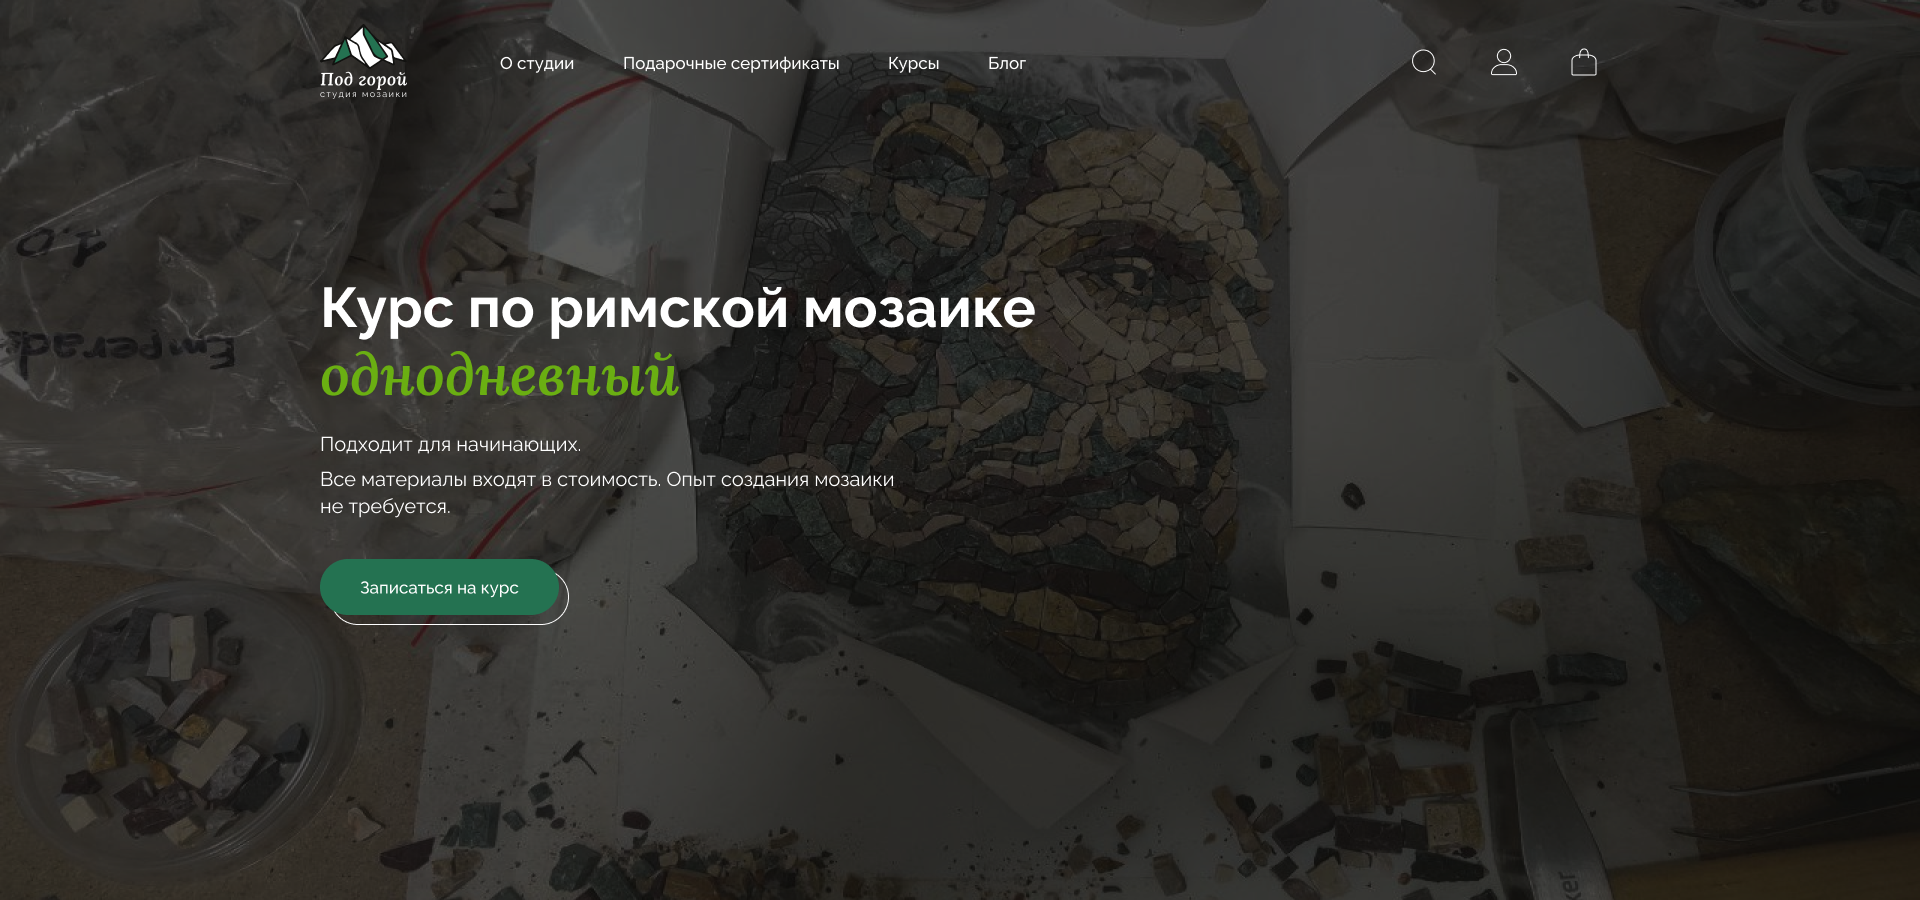 Под горой
студия мозаики
О студии
Подарочные сертификаты
Курсы
Блог
Курс по римской мозаике
однодневный
Подходит для начинающих.
Все материалы входят в стоимость. Опыт создания мозаики
не требуется.
Записаться на курс